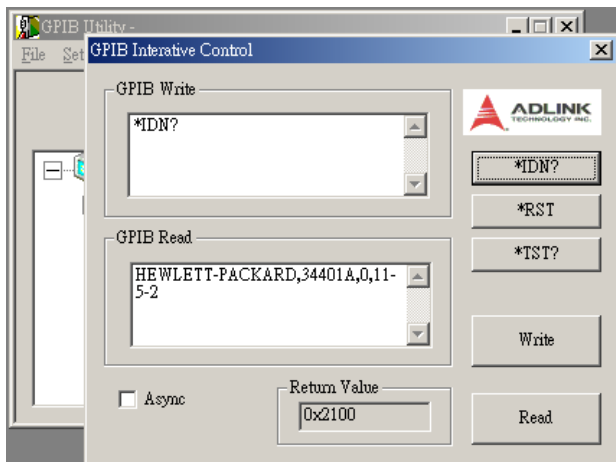 GPIB Utility -
File Set
GPIB Interative Control
GPIB Write
*IDN?
ADLINK
TECHNOLOGY INC.
*IDN?
*RST
*TST?
GPIB Read
HEWLETT-PACKARD,34401A,0,11-
5-2
Write
Async
Return Value
0x2100
Read